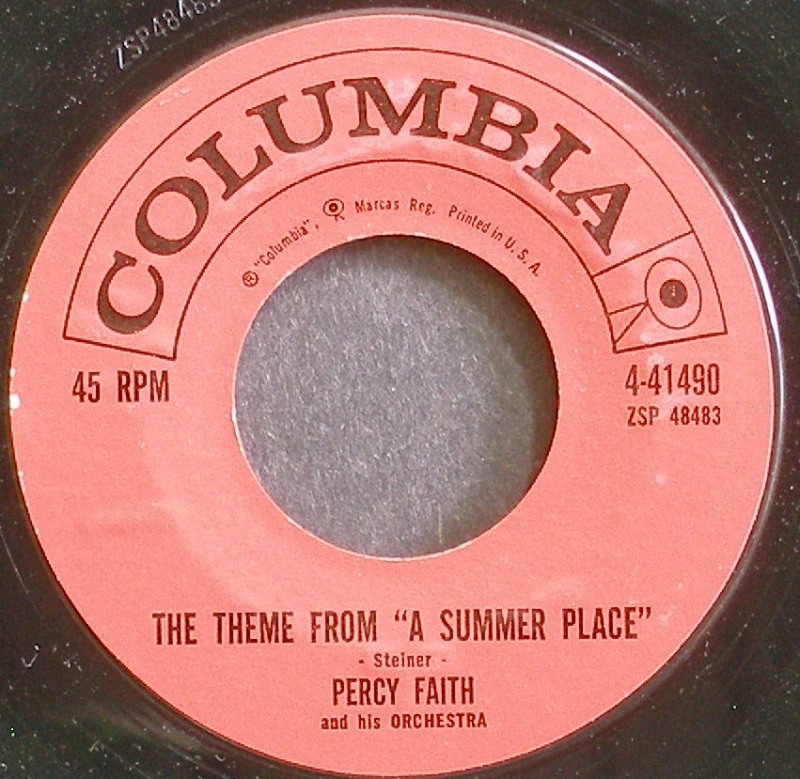 ZSP48483
COLUMBIA
® "Columbia", Marcas Reg. Printed in U. S. A.
45 RPM
4-41490
ZSP 48483
THE THEME FROM "A SUMMER PLACE"
- Steiner -
PERCY FAITH
and his ORCHESTRA